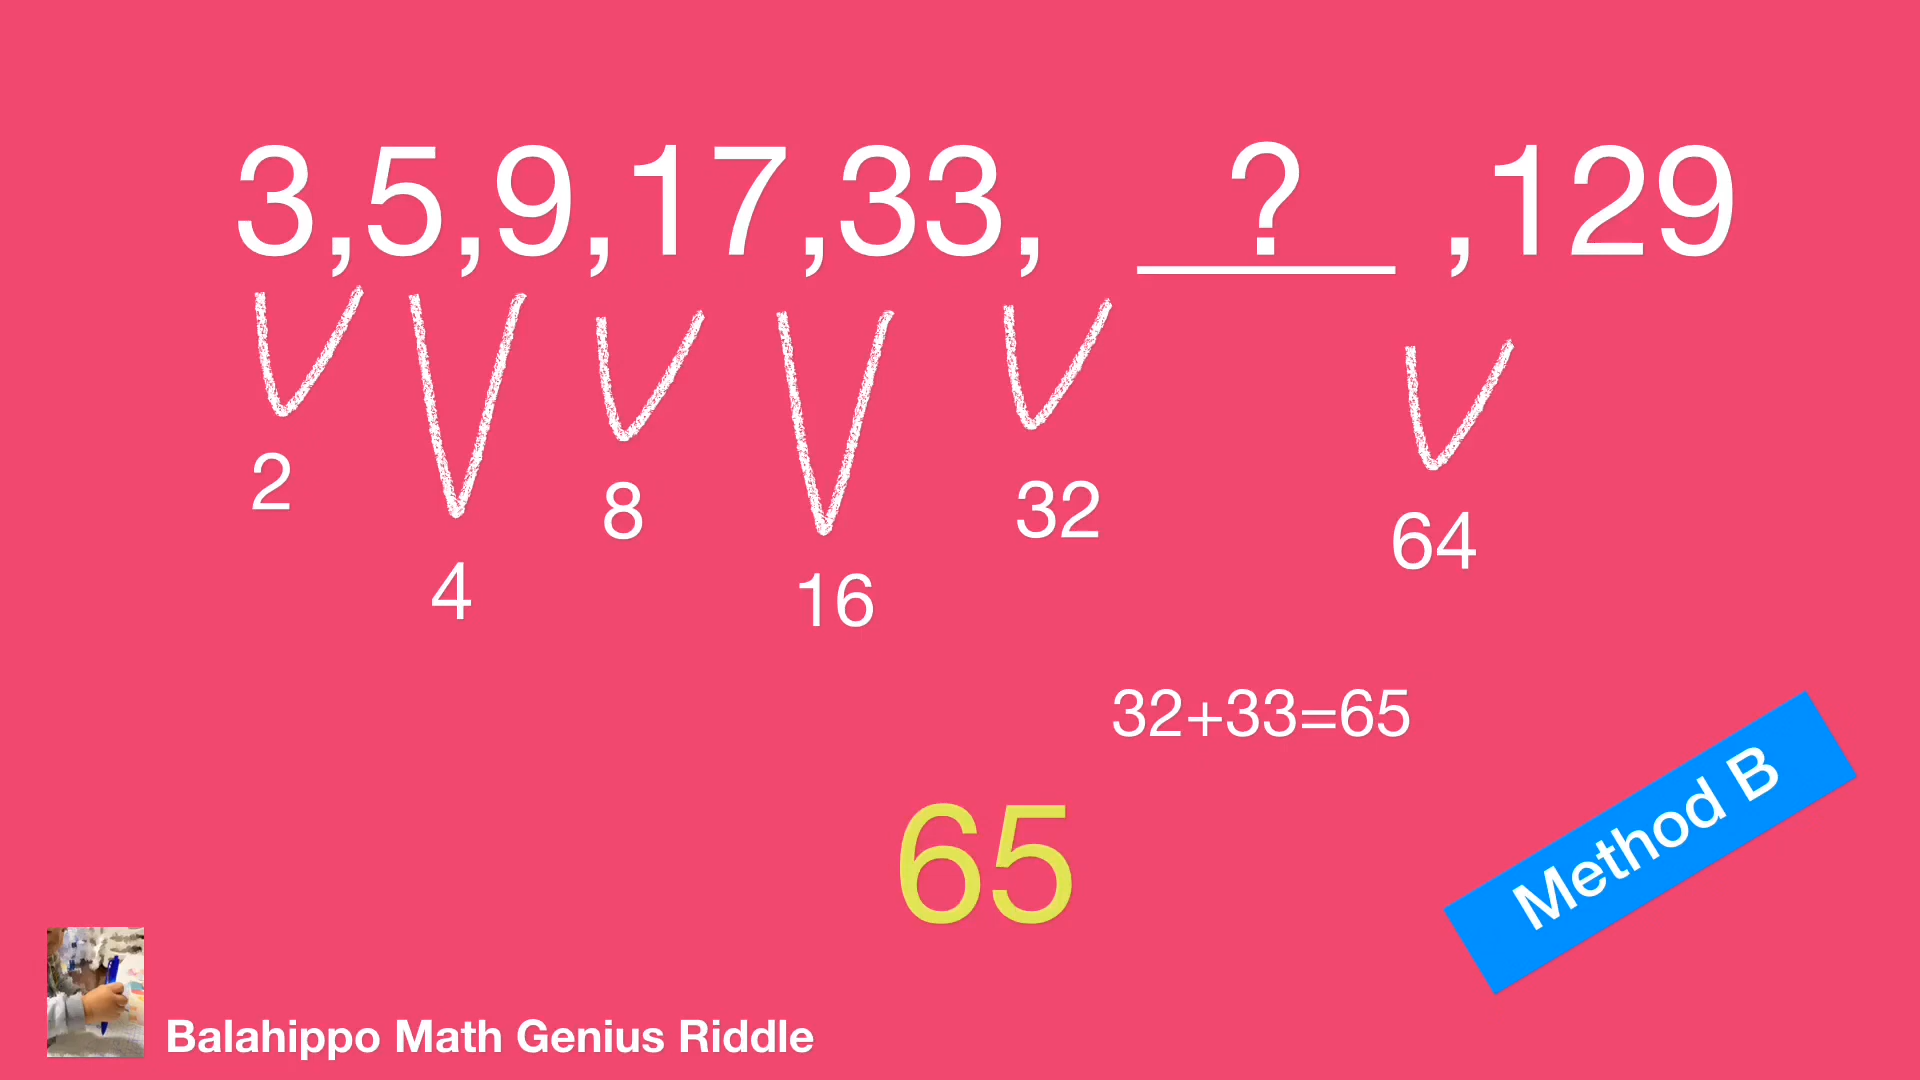 3,5,9,17,33, ? ,129
2
8
32
64
4
16
32+33=65
65
Method B
Balahippo Math Genius Riddle